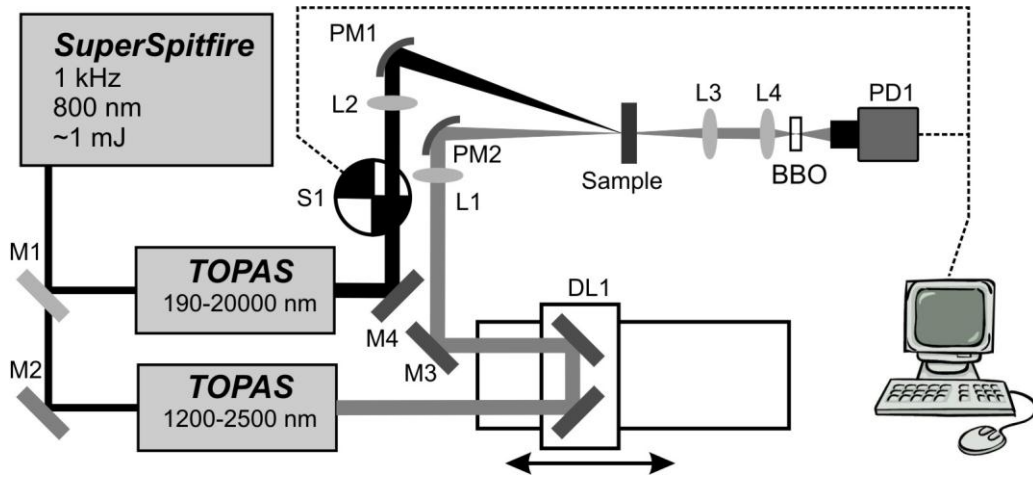 SuperSpitfire
1 kHz
800 nm
~1 mJ
PM1
L2
PM2
L1
S1
Sample
L3
L4
BBO
PD1
M1
TOPAS
190-20000 nm
M4
M3
DL1
M2
TOPAS
1200-2500 nm